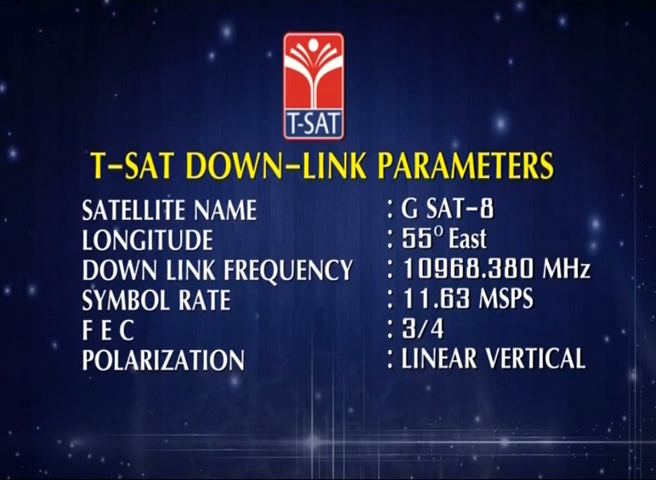 T-SAT
T-SAT DOWN-LINK PARAMETERS
SATELLITE NAME : G SAT-8
LONGITUDE : 55° East
DOWN LINK FREQUENCY : 10968.380 MHz
SYMBOL RATE : 11.63 MSPS
F E C : 3/4
POLARIZATION : LINEAR VERTICAL